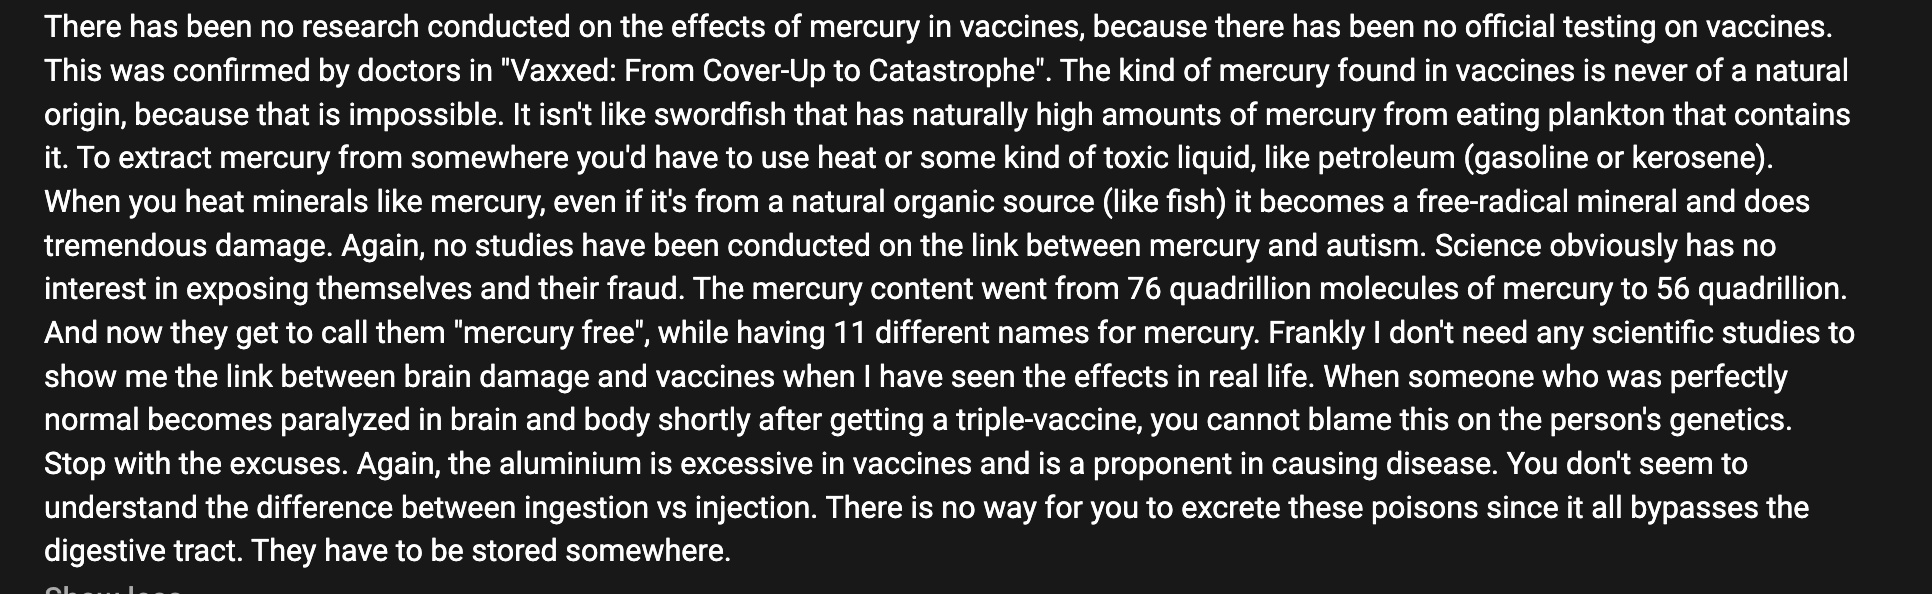 There has been no research conducted on the effects of mercury in vaccines, because there has been no official testing on vaccines.
This was confirmed by doctors in "Vaxxed: From Cover-Up to Catastrophe". The kind of mercury found in vaccines is never of a natural
origin, because that is impossible. It isn't like swordfish that has naturally high amounts of mercury from eating plankton that contains
it. To extract mercury from somewhere you'd have to use heat or some kind of toxic liquid, like petroleum (gasoline or kerosene).
When you heat minerals like mercury, even if it's from a natural organic source (like fish) it becomes a free-radical mineral and does
tremendous damage. Again, no studies have been conducted on the link between mercury and autism. Science obviously has no
interest in exposing themselves and their fraud. The mercury content went from 76 quadrillion molecules of mercury to 56 quadrillion.
And now they get to call them "mercury free", while having 11 different names for mercury. Frankly I don't need any scientific studies to
show me the link between brain damage and vaccines when I have seen the effects in real life. When someone who was perfectly
normal becomes paralyzed in brain and body shortly after getting a triple-vaccine, you cannot blame this on the person's genetics.
Stop with the excuses. Again, the aluminium is excessive in vaccines and is a proponent in causing disease. You don't seem to
understand the difference between ingestion vs injection. There is no way for you to excrete these poisons since it all bypasses the
digestive tract. They have to be stored somewhere.
Show less